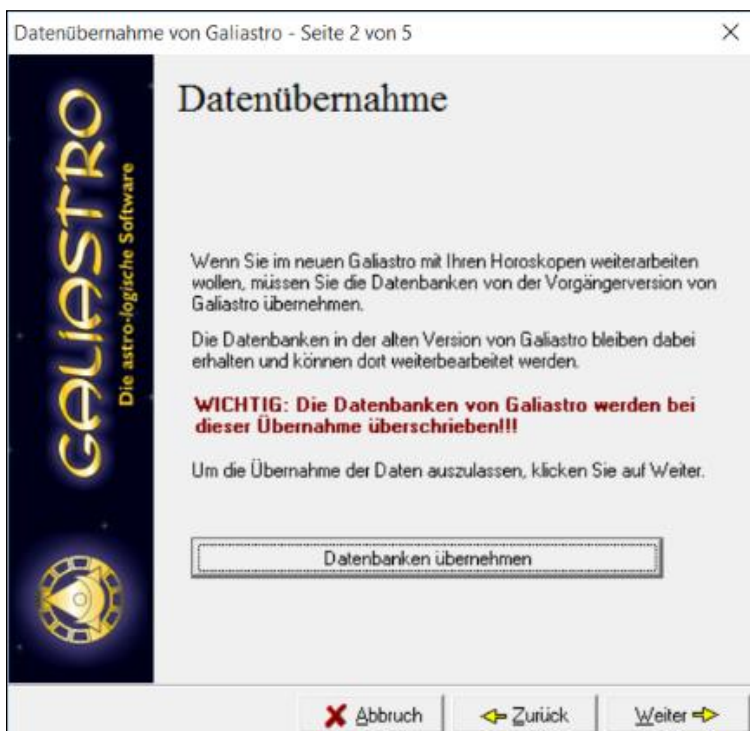 Datenübernahme von Galiastro - Seite 2 von 5
GALIASTRO
Die astro-logische Software
Datenübernahme
Wenn Sie im neuen Galiastro mit Ihren Horoskopen weiterarbeiten
wollen, müssen Sie die Datenbanken von der Vorgängerversion von
Galiastro übernehmen.
Die Datenbanken in der alten Version von Galiastro bleiben dabei
erhalten und können dort weiterbearbeitet werden.
WICHTIG: Die Datenbanken von Galiastro werden bei
dieser Übernahme überschrieben!!!
Um die Übernahme der Daten auszulassen, klicken Sie auf Weiter.
Datenbanken übernehmen
Abbruch
Zurück
Weiter